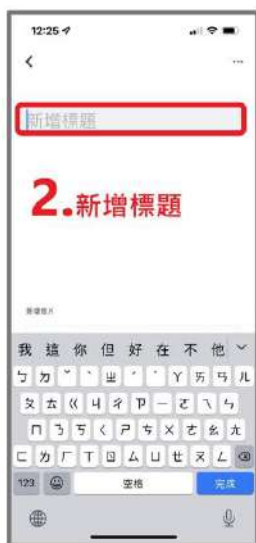 12:25
新增標題
2.新增標題
我 這 你 但 好 在 不 他
ㄅ ㄉ ˇ ˋ ㄓ ˊ ˙ ㄚ ㄞ ㄢ ㄦ
ㄆ ㄊ ㄍ ㄐ ㄔ ㄗ ㄧ ㄛ ㄟ ㄣ
ㄇ ㄋ ㄎ ㄑ ㄕ ㄘ ㄨ ㄜ ㄠ ㄤ
ㄈ ㄌ ㄏ ㄒ ㄖ ㄙ ㄩ ㄝ ㄡ ㄥ
123 空格 完成